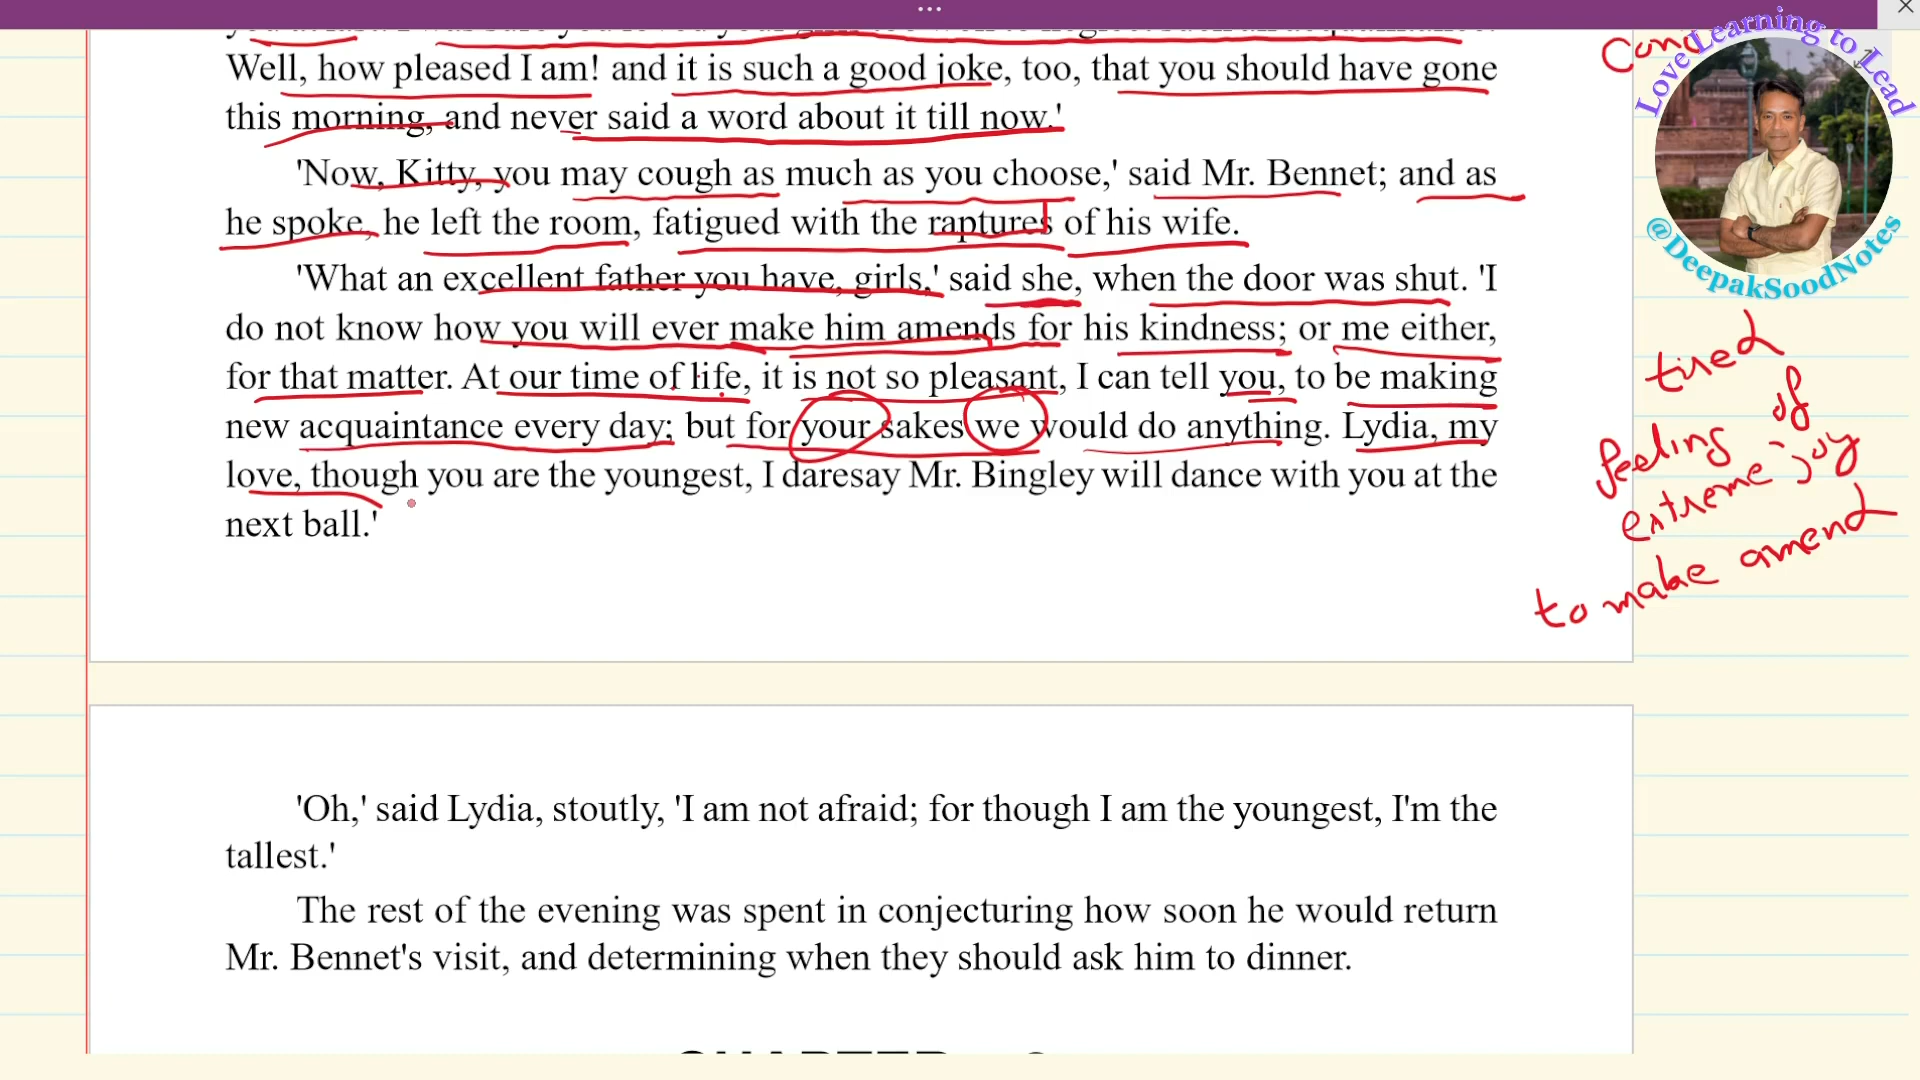 Well, how pleased I am! and it is such a good joke, too, that you should have gone
this morning, and never said a word about it till now.'
'Now, Kitty, you may cough as much as you choose,' said Mr. Bennet; and as
he spoke, he left the room, fatigued with the raptures of his wife.
'What an excellent father you have, girls,' said she, when the door was shut. 'I
do not know how you will ever make him amends for his kindness; or me either,
for that matter. At our time of life, it is not so pleasant, I can tell you, to be making
new acquaintance every day; but for your sakes we would do anything. Lydia, my
love, though you are the youngest, I daresay Mr. Bingley will dance with you at the
next ball.'
'Oh,' said Lydia, stoutly, 'I am not afraid; for though I am the youngest, I'm the
tallest.'
The rest of the evening was spent in conjecturing how soon he would return
Mr. Bennet's visit, and determining when they should ask him to dinner.
Love Learning to Lead
@DeepakSoodNotes
tired
of
feeling
extreme joy
to make amend